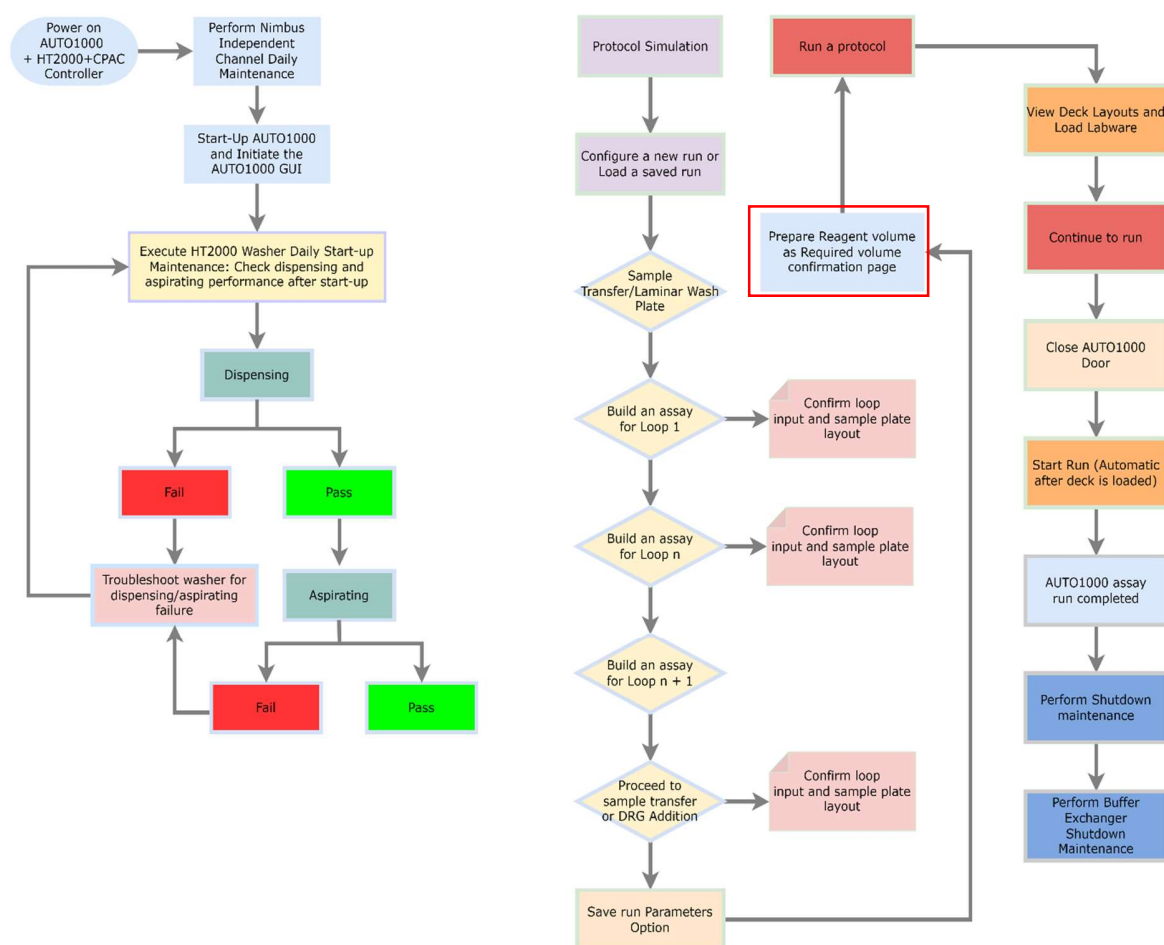 Power on
AUTO1000
+ HT2000+CPAC
Controller
Perform Nimbus
Independent
Channel Daily
Maintenance
Start-Up AUTO1000
and Initiate the
AUTO1000 GUI
Execute HT2000 Washer Daily Start-up
Maintenance: Check dispensing and
aspirating performance after start-up
Dispensing
Fail
Pass
Troubleshoot washer for
dispensing/aspirating
failure
Aspirating
Fail
Pass
Protocol Simulation
Configure a new run or
Load a saved run
Sample
Transfer/Laminar Wash
Plate
Build an assay
for Loop 1
Confirm loop
input and sample plate
layout
Build an assay
for Loop n
Confirm loop
input and sample plate
layout
Build an assay
for Loop n + 1
Proceed to
sample transfer
or DRG Addition
Confirm loop
input and sample plate
layout
Save run Parameters
Option
Prepare Reagent volume
as Required volume
confirmation page
Run a protocol
View Deck Layouts and
Load Labware
Continue to run
Close AUTO1000
Door
Start Run (Automatic
after deck is loaded)
AUTO1000 assay
run completed
Perform Shutdown
maintenance
Perform Buffer
Exchanger
Shutdown
Maintenance